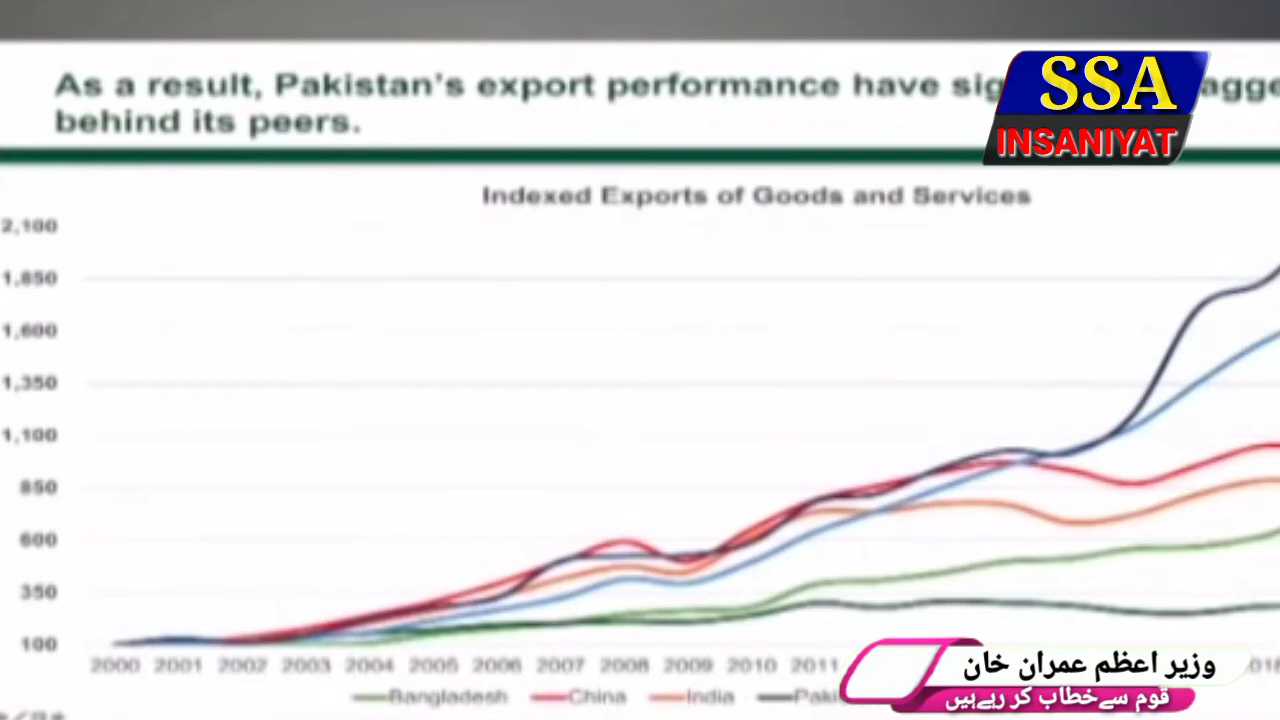 As a result, Pakistan's export performance have
behind its peers.
SSA
INSANIYAT
Indexed Exports of Goods and Services
2,100
1,850
1,600
1,350
1,100
850
600
350
100
2000 2001 2002 2003 2004 2005 2006 2007 2008 2009 2010 2011
Bangladesh China India
وزیر اعظم عمران خان
قوم سے خطاب کر رہے ہیں